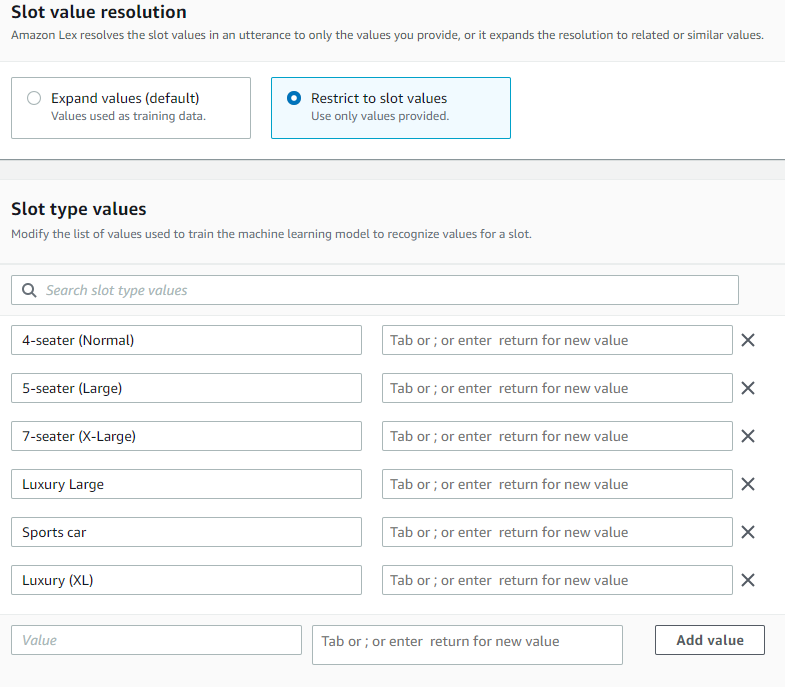 Slot value resolution
Amazon Lex resolves the slot values in an utterance to only the values you provide, or it expands the resolution to related or similar values.
Expand values (default)
Values used as training data.
Restrict to slot values
Use only values provided.
Slot type values
Modify the list of values used to train the machine learning model to recognize values for a slot.
Search slot type values
4-seater (Normal) Tab or ; or enter return for new value
5-seater (Large) Tab or ; or enter return for new value
7-seater (X-Large) Tab or ; or enter return for new value
Luxury Large Tab or ; or enter return for new value
Sports car Tab or ; or enter return for new value
Luxury (XL) Tab or ; or enter return for new value
Value Tab or ; or enter return for new value Add value